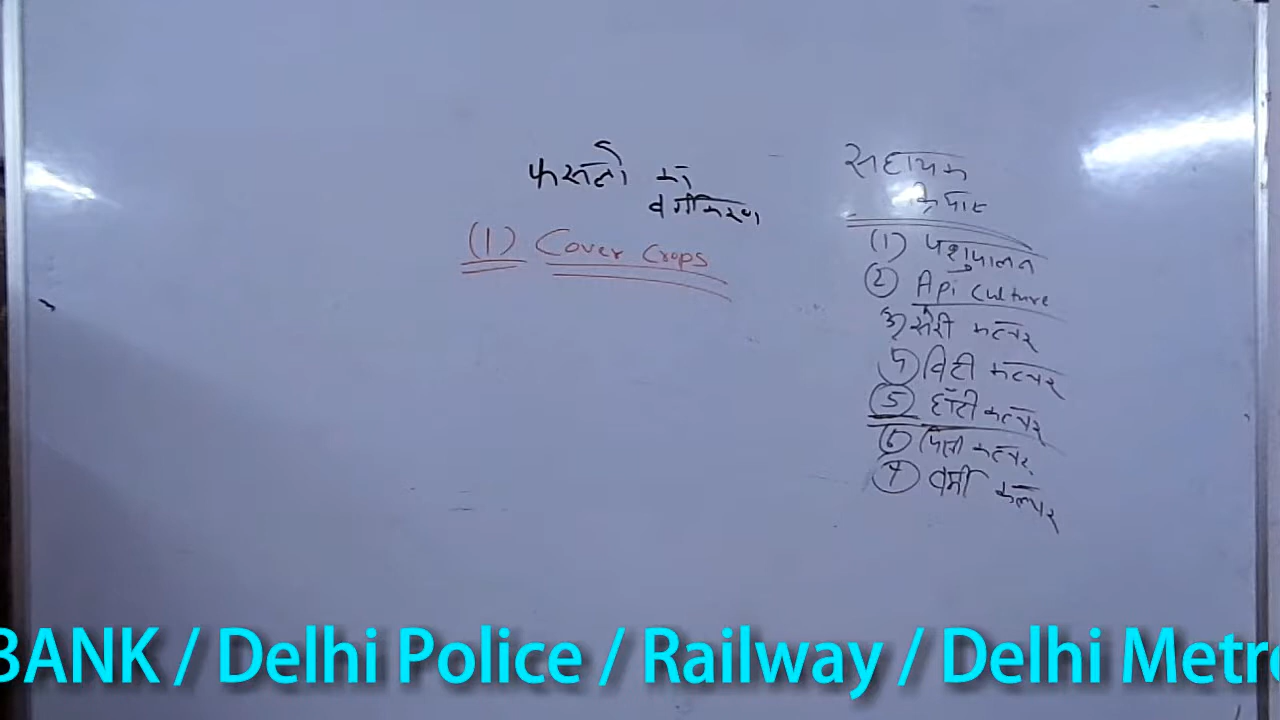 फसलो का
वर्गीकरण
(1) Cover Crops
सहायक
क्रियाए
(1) पशुपालन
(2) Api Culture
(3) सेरी कल्चर
(4) विटी कल्चर
(5) हॉर्टी कल्चर
(6) पिसी कल्चर
(7) वर्मी कल्चर
BANK / Delhi Police / Railway / Delhi Metro